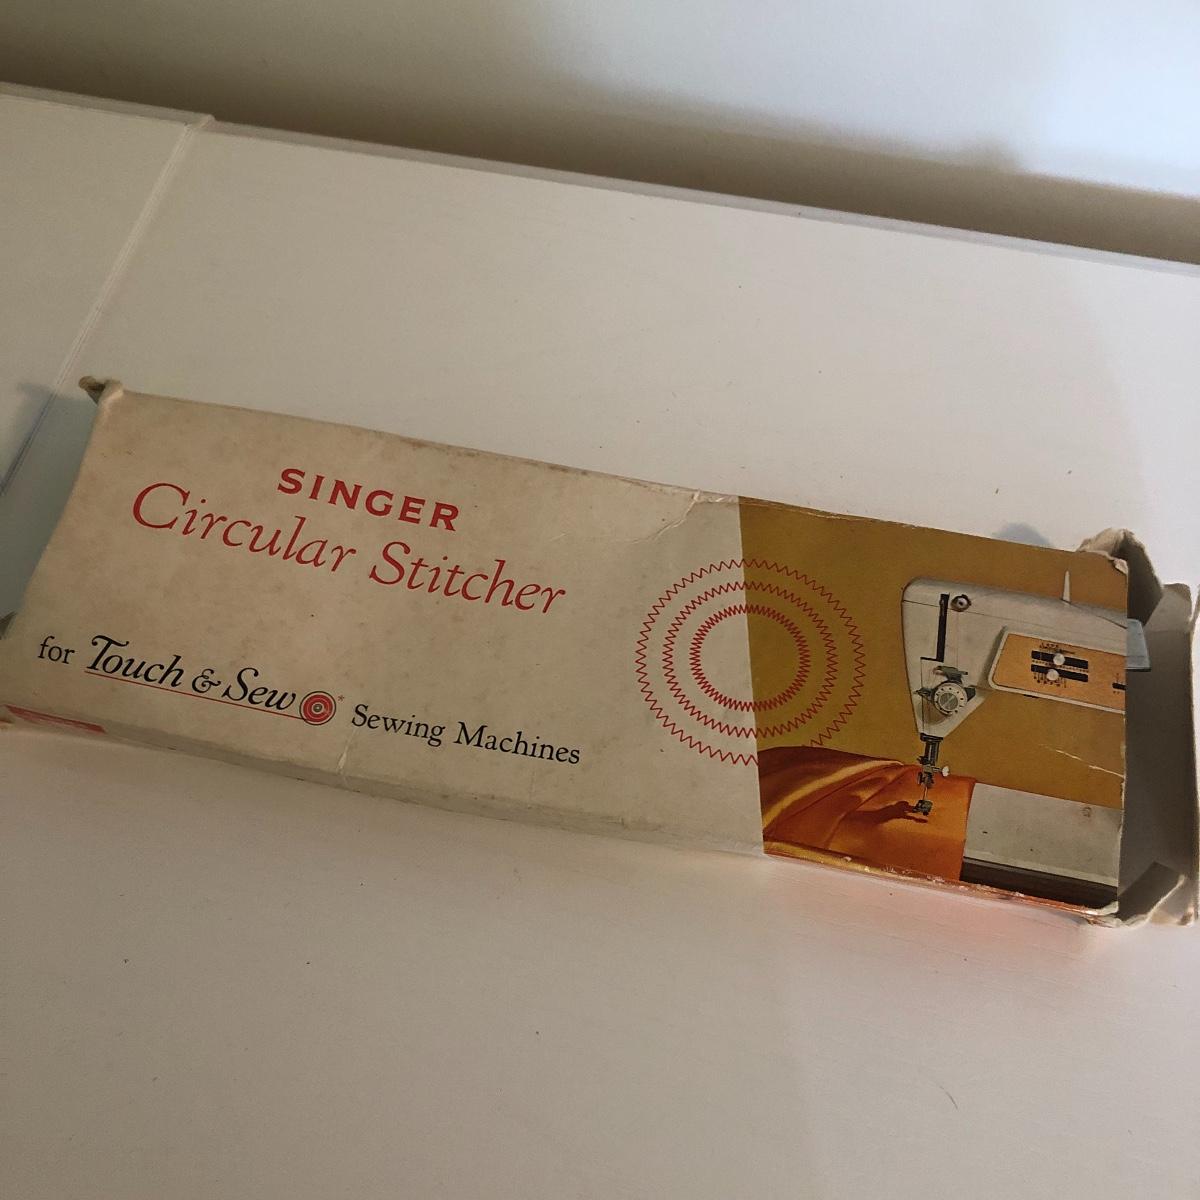 SINGER
Circular Stitcher
for Touch & Sew * Sewing Machines